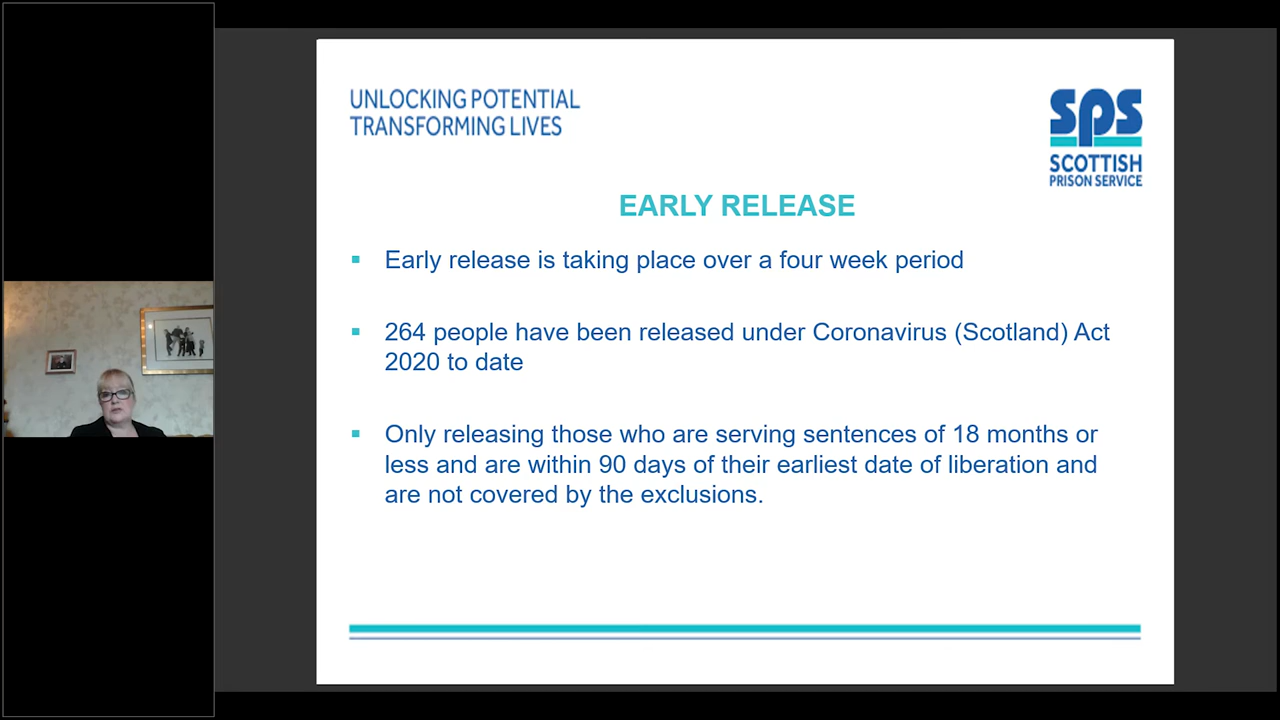 UNLOCKING POTENTIAL
TRANSFORMING LIVES
sps
SCOTTISH
PRISON SERVICE
EARLY RELEASE
Early release is taking place over a four week period
264 people have been released under Coronavirus (Scotland) Act
2020 to date
Only releasing those who are serving sentences of 18 months or
less and are within 90 days of their earliest date of liberation and
are not covered by the exclusions.